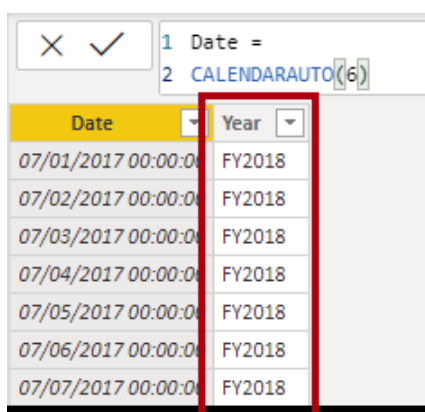 1 Date =
2 CALENDARAUTO(6)
Date Year
07/01/2017 00:00:0 FY2018
07/02/2017 00:00:0 FY2018
07/03/2017 00:00:0 FY2018
07/04/2017 00:00:0 FY2018
07/05/2017 00:00:0 FY2018
07/06/2017 00:00:0 FY2018
07/07/2017 00:00:0 FY2018